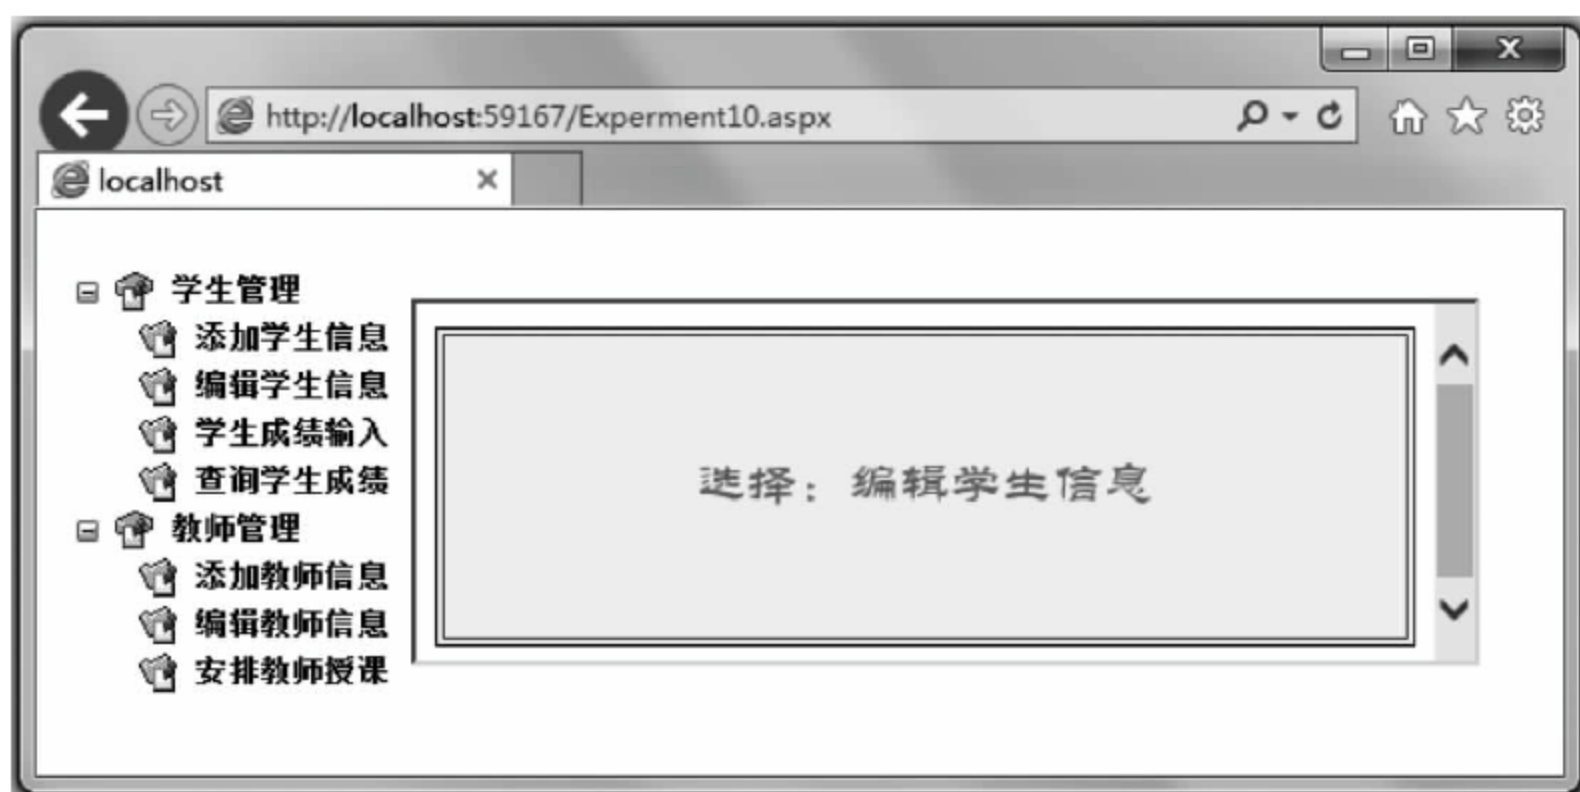 http://localhost:59167/Experment10.aspx
localhost
学生管理
添加学生信息
编辑学生信息
学生成绩输入
查询学生成绩
教师管理
添加教师信息
编辑教师信息
安排教师授课
选择：编辑学生信息